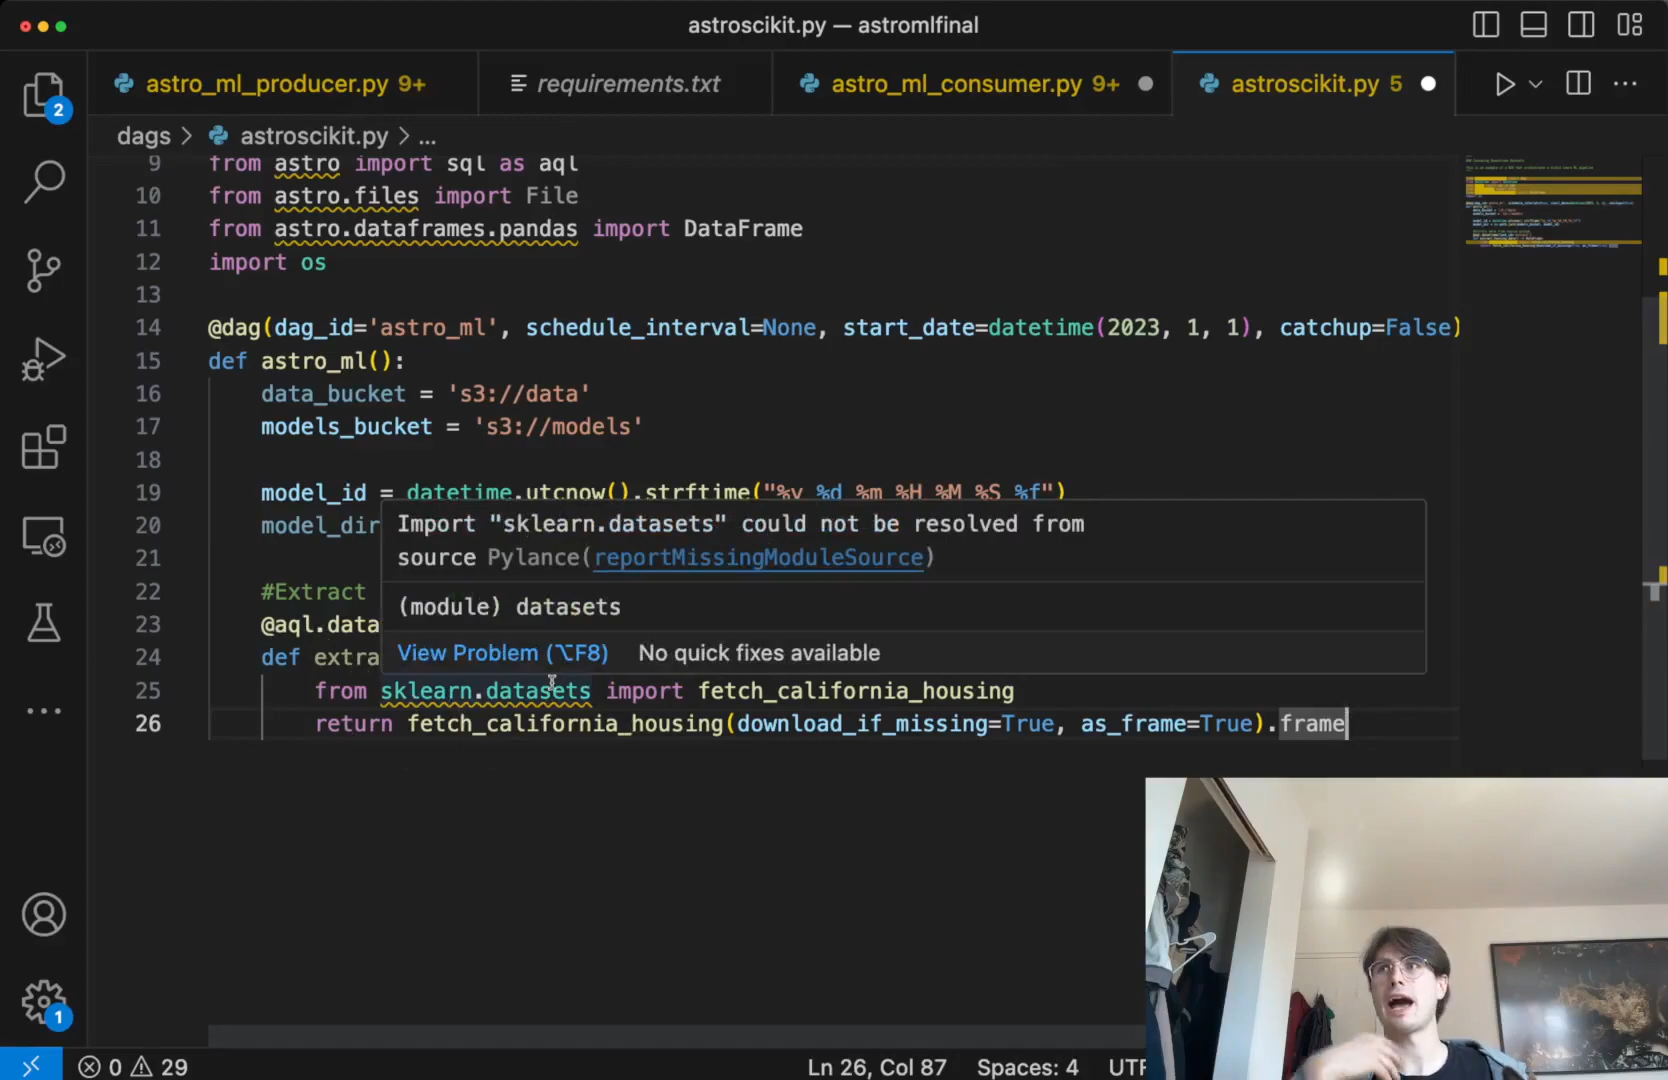 astroscikit.py — astromlfinal
astro_ml_producer.py 9+
requirements.txt
astro_ml_consumer.py 9+
astroscikit.py 5
2
dags > astroscikit.py > ...
9 from astro import sql as aql
10 from astro.files import File
11 from astro.dataframes.pandas import DataFrame
12 import os
13
14 @dag(dag_id='astro_ml', schedule_interval=None, start_date=datetime(2023, 1, 1), catchup=False)
15 def astro_ml():
16 data_bucket = 's3://data'
17 models_bucket = 's3://models'
18
19 model_id = datetime.utcnow().strftime("%y_%d_%m_%H_%M_%S_%f")
20 model_dir
21
22 #Extract
23 @aql.data
24 def extra
Import "sklearn.datasets" could not be resolved from
source Pylance(reportMissingModuleSource)
(module) datasets
View Problem (⌥F8) No quick fixes available
25 from sklearn.datasets import fetch_california_housing
26 return fetch_california_housing(download_if_missing=True, as_frame=True).frame
1
0 29
Ln 26, Col 87 Spaces: 4 UTF